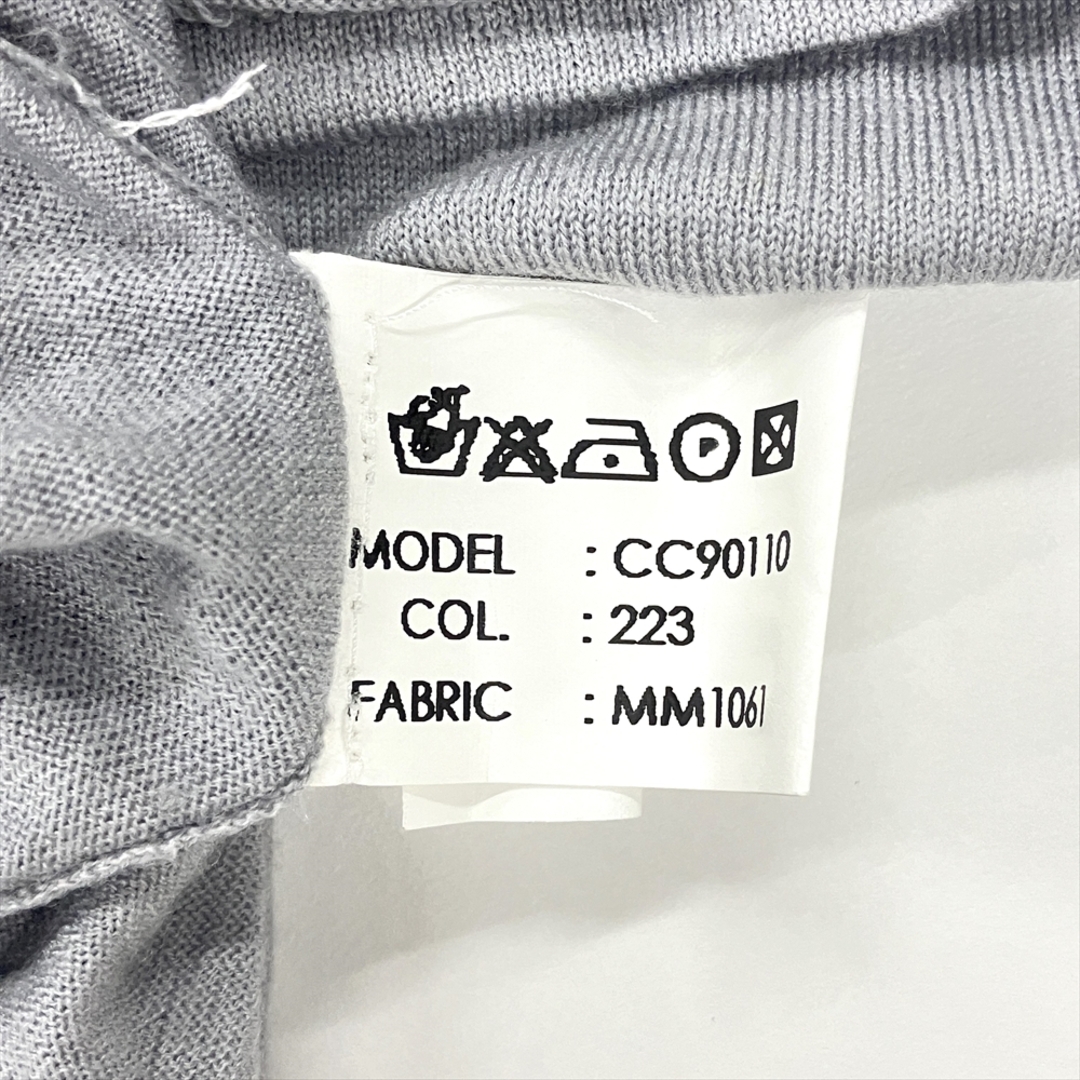 P
MODEL : CC90110
COL. : 223
FABRIC : MM1061